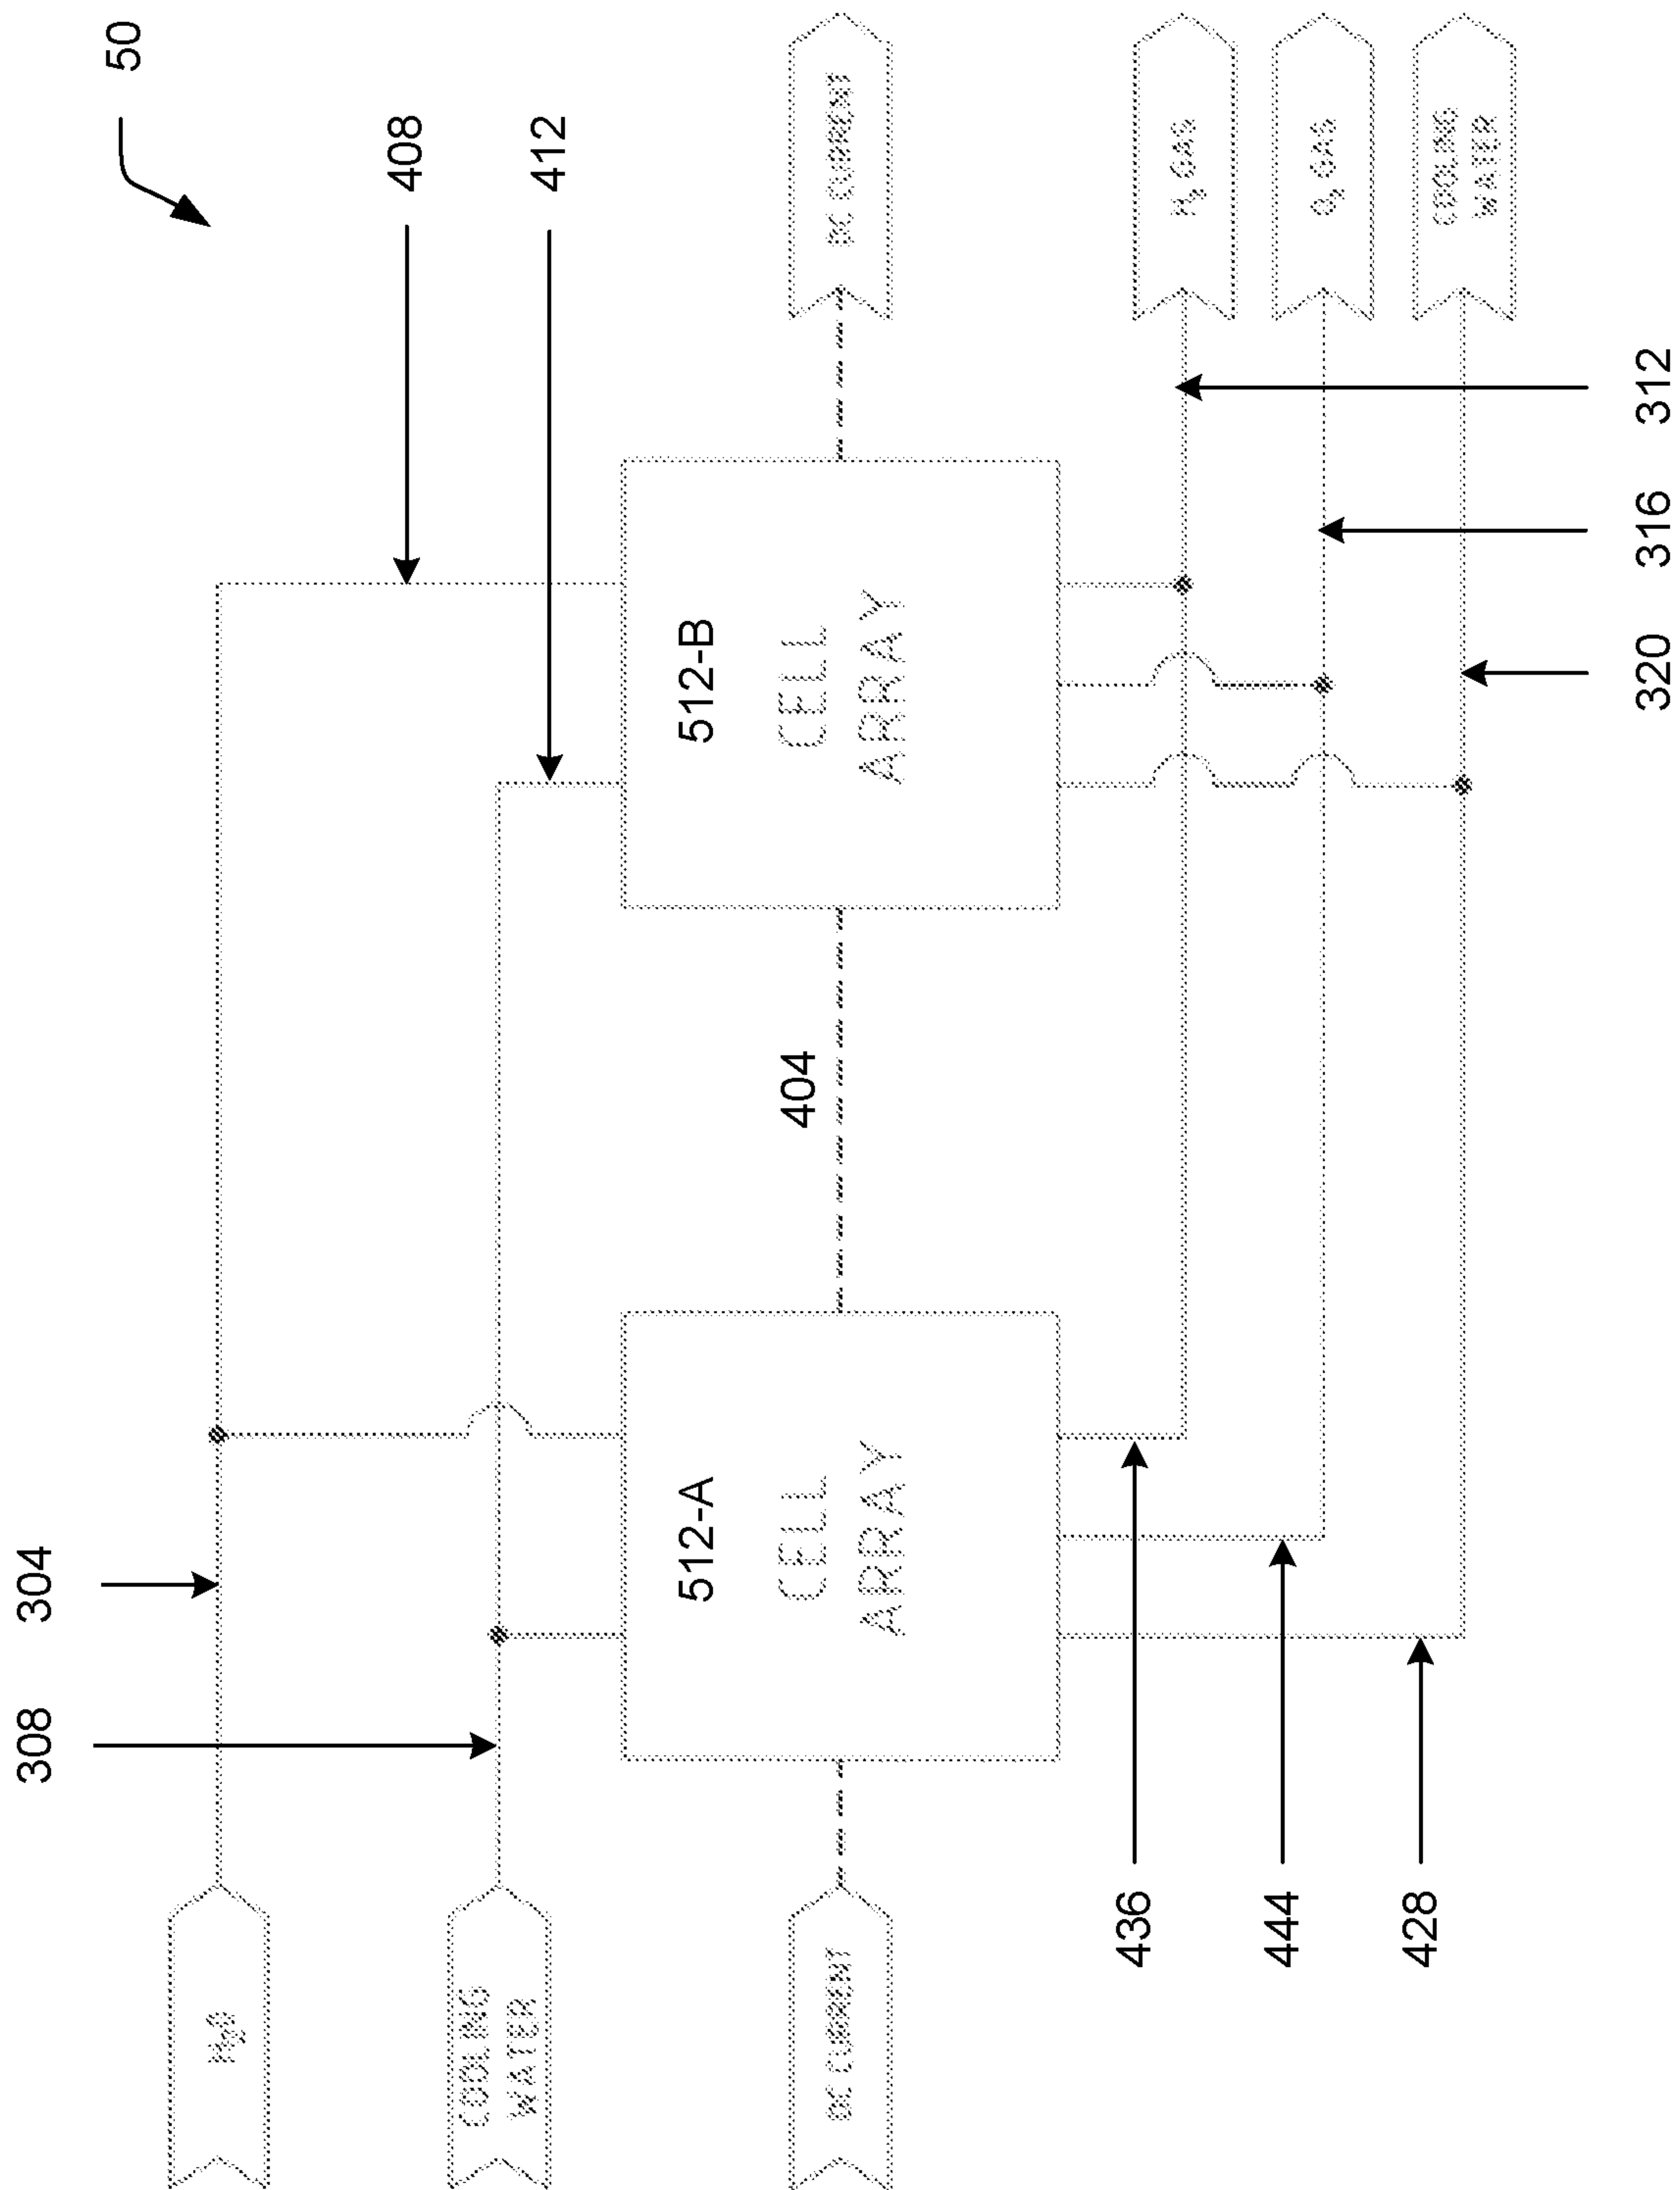 50
408
412
304
308
H₂O
COOLING
WATER
DC CURRENT
512-A
CELL
ARRAY
404
512-B
CELL
ARRAY
DC CURRENT
H₂ GAS
O₂ GAS
COOLING
WATER
436
444
428
312
316
320